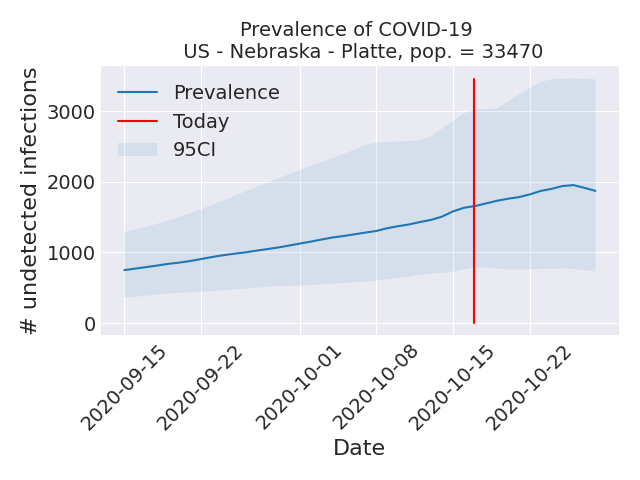 Prevalence of COVID-19
US - Nebraska - Platte, pop. = 33470
# undetected infections
3000
2000
1000
0
Prevalence
Today
95CI
2020-09-15
2020-09-22
2020-10-01
2020-10-08
2020-10-15
2020-10-22
Date